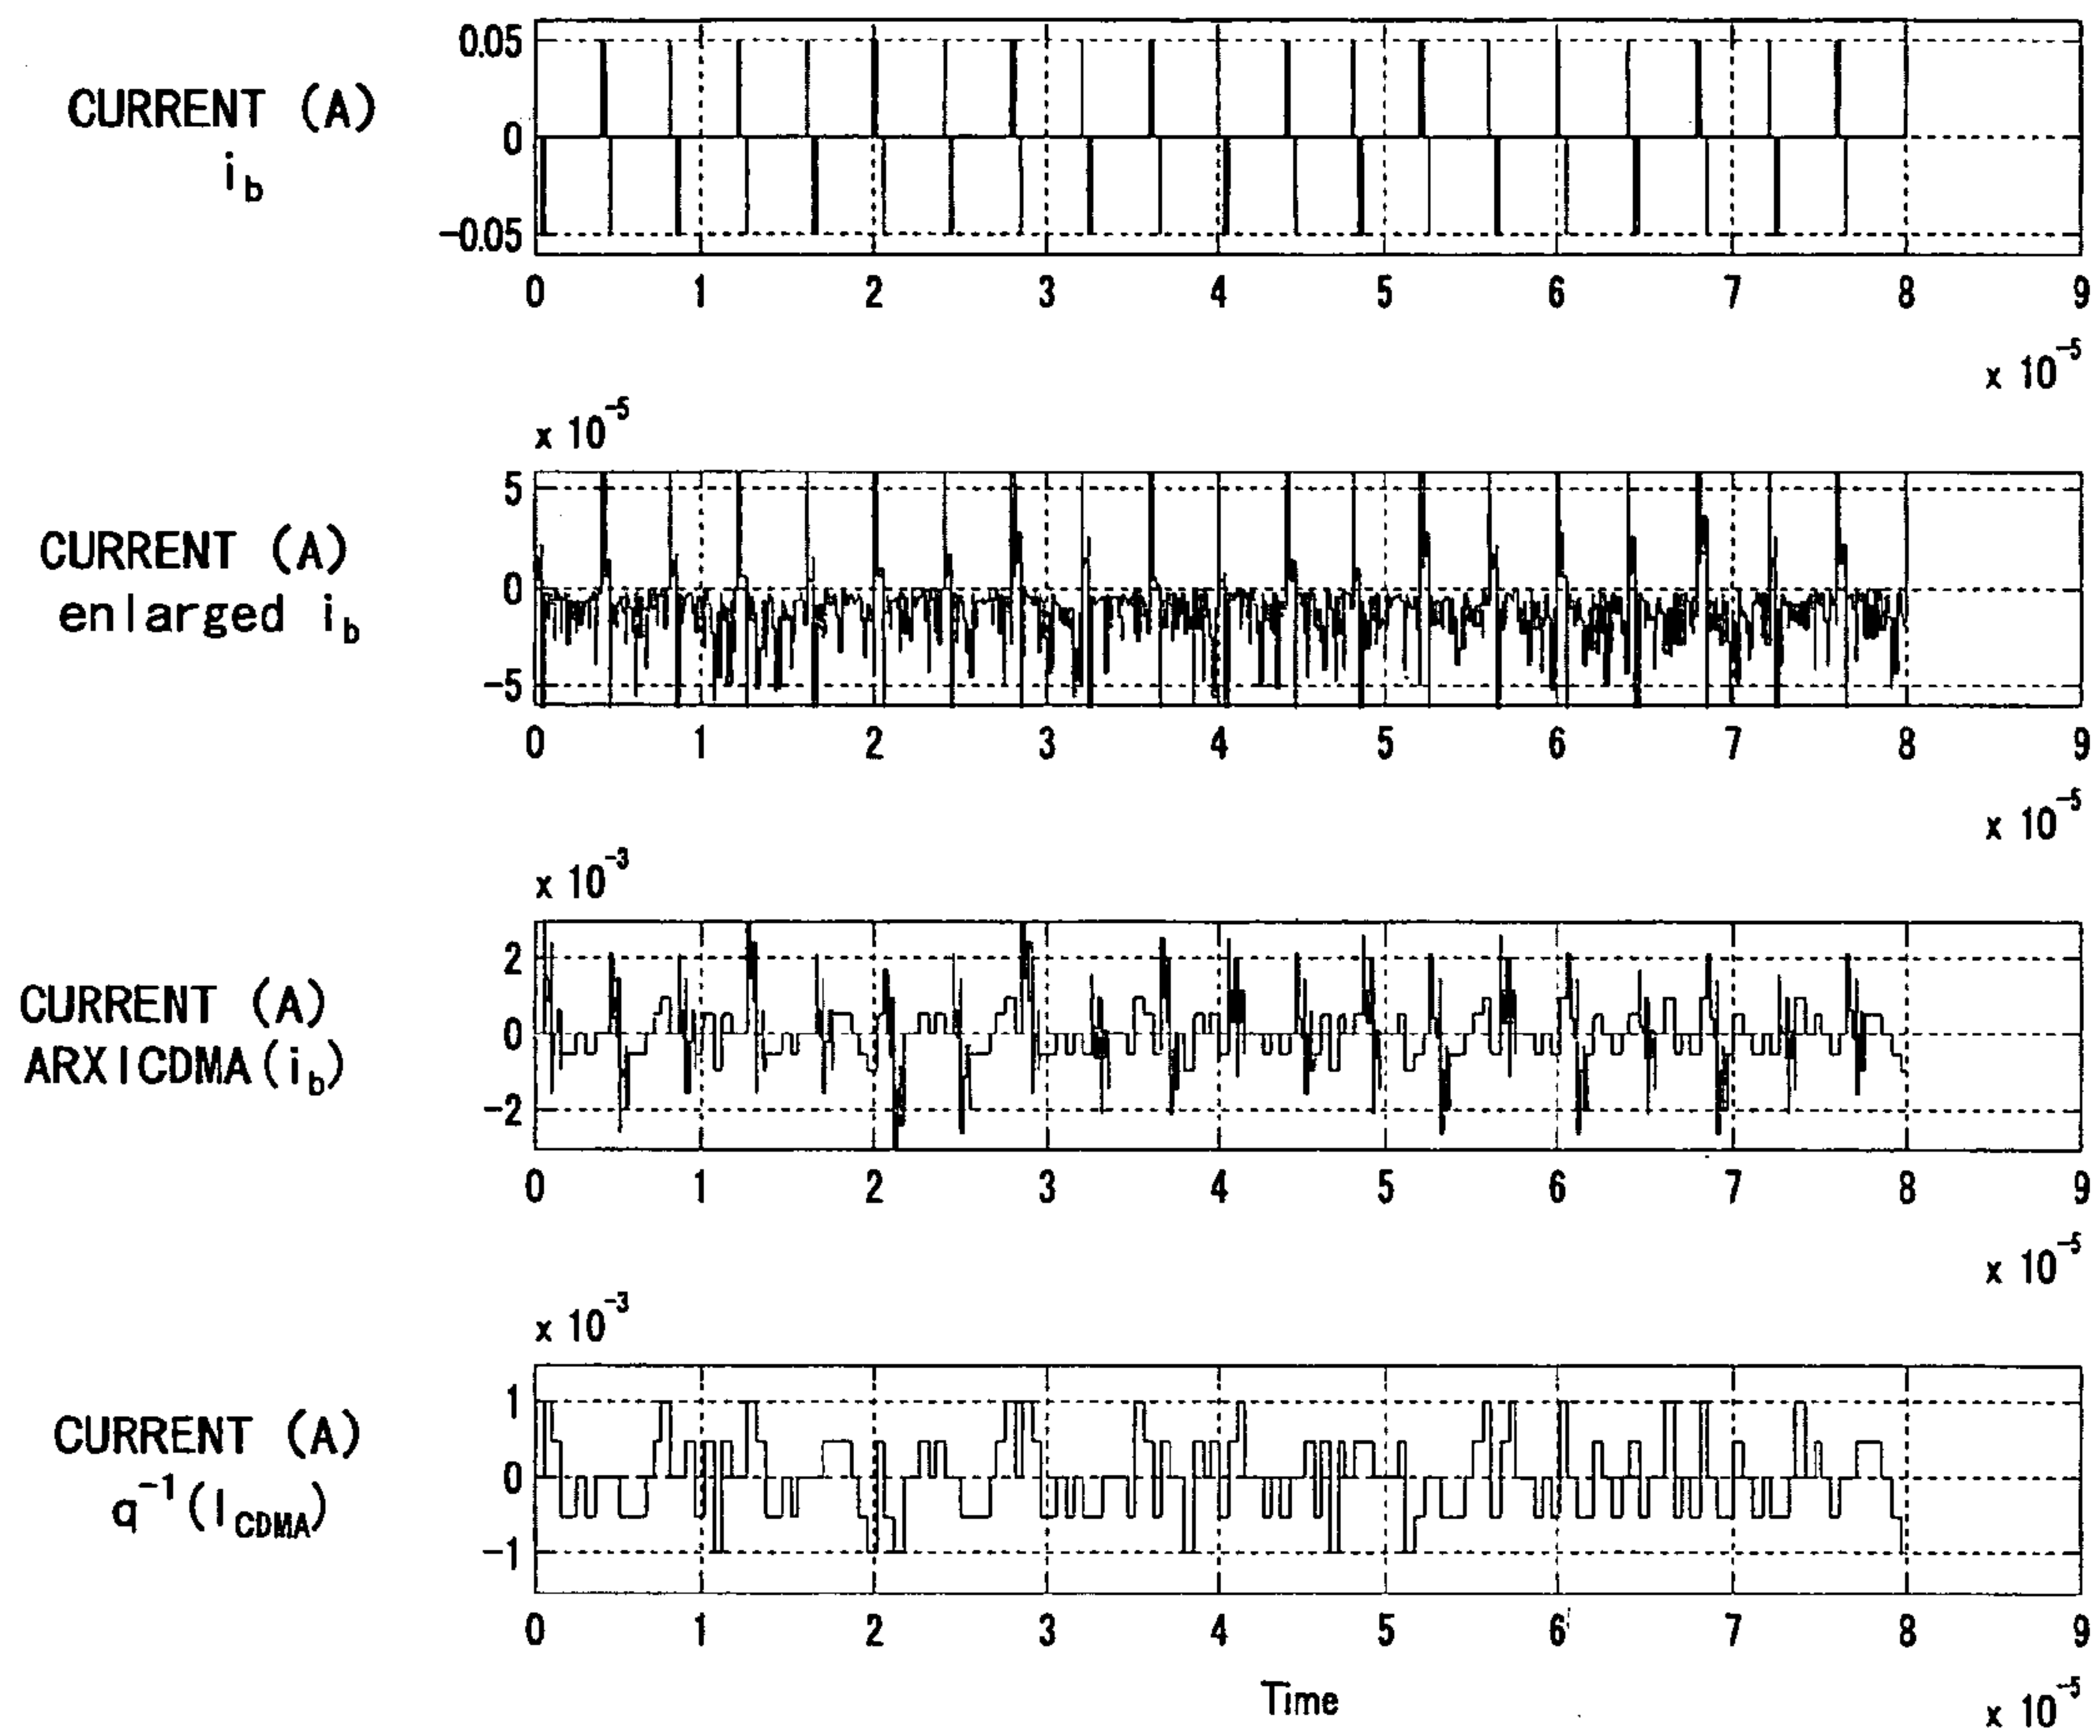 CURRENT (A)
i_b
0.05
0
-0.05
0 1 2 3 4 5 6 7 8 9
x 10^-5
x 10^-5
CURRENT (A)
enlarged i_b
5
0
-5
0 1 2 3 4 5 6 7 8 9
x 10^-5
x 10^-3
CURRENT (A)
ARXICDMA(i_b)
2
0
-2
0 1 2 3 4 5 6 7 8 9
x 10^-5
x 10^-3
CURRENT (A)
q^-1(I_CDMA)
1
0
-1
0 1 2 3 4 5 6 7 8 9
Time
x 10^-5